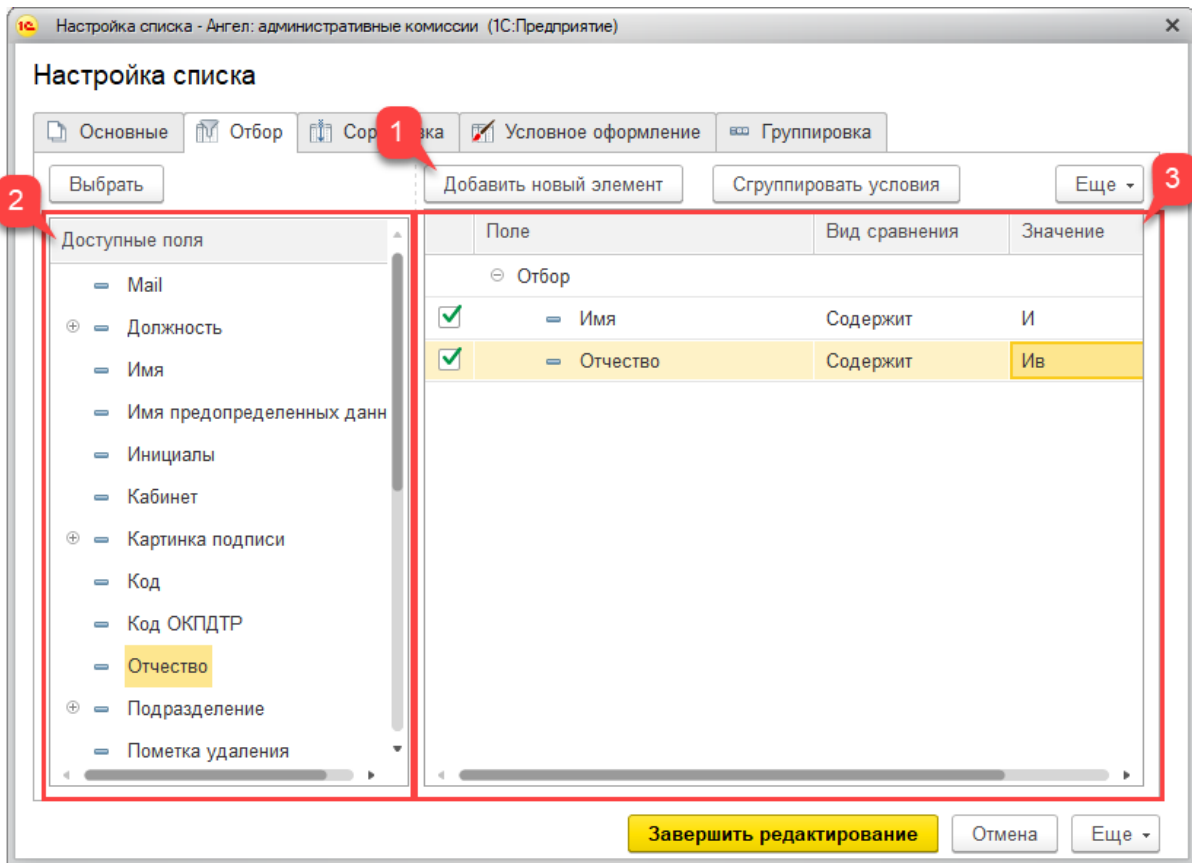 1С Настройка списка - Ангел: административные комиссии (1С:Предприятие)
Настройка списка
Основные Отбор Сор 1 вка Условное оформление Группировка
Выбрать Добавить новый элемент Сгруппировать условия Еще
2 3
Доступные поля
Mail
Должность
Имя
Имя предопределенных данн
Инициалы
Кабинет
Картинка подписи
Код
Код ОКПДТР
Отчество
Подразделение
Пометка удаления
Поле Вид сравнения Значение
Отбор
Имя Содержит И
Отчество Содержит Ив
Завершить редактирование Отмена Еще